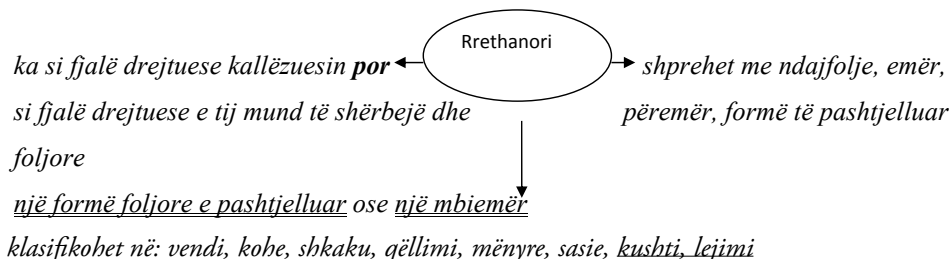 Rrethanori
ka si fjalë drejtuese kallëzuesin por
shprehet me ndajfolje, emër,
si fjalë drejtuese e tij mund të shërbejë dhe
përemër, formë të pashtjelluar
foljore
një formë foljore e pashtjelluar ose një mbiemër
klasifikohet në: vendi, kohe, shkaku, qëllimi, mënyre, sasie, kushti, lejimi